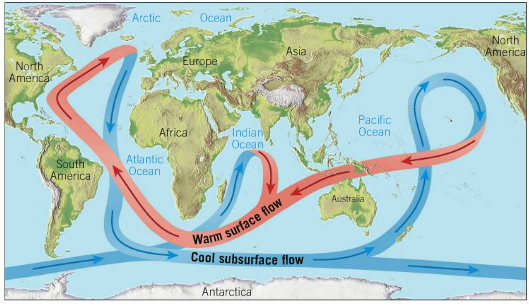 Arctic
Ocean
North
America
Europe
Asia
North
America
Africa
Indian
Ocean
Pacific
Ocean
South
America
Atlantic
Ocean
Australia
Warm surface flow
Cool subsurface flow
Antarctica